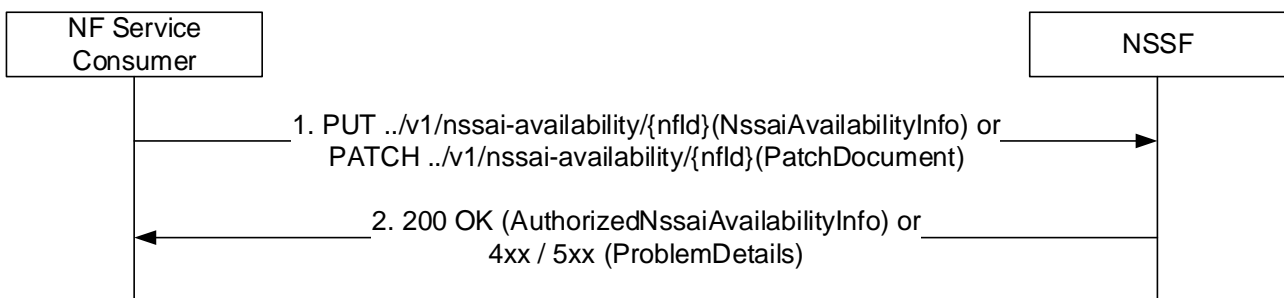 NF Service
Consumer
NSSF
1. PUT ../v1/nssai-availability/{nfId}(NssaiAvailabilityInfo) or
PATCH ../v1/nssai-availability/{nfId}(PatchDocument)
2. 200 OK (AuthorizedNssaiAvailabilityInfo) or
4xx / 5xx (ProblemDetails)